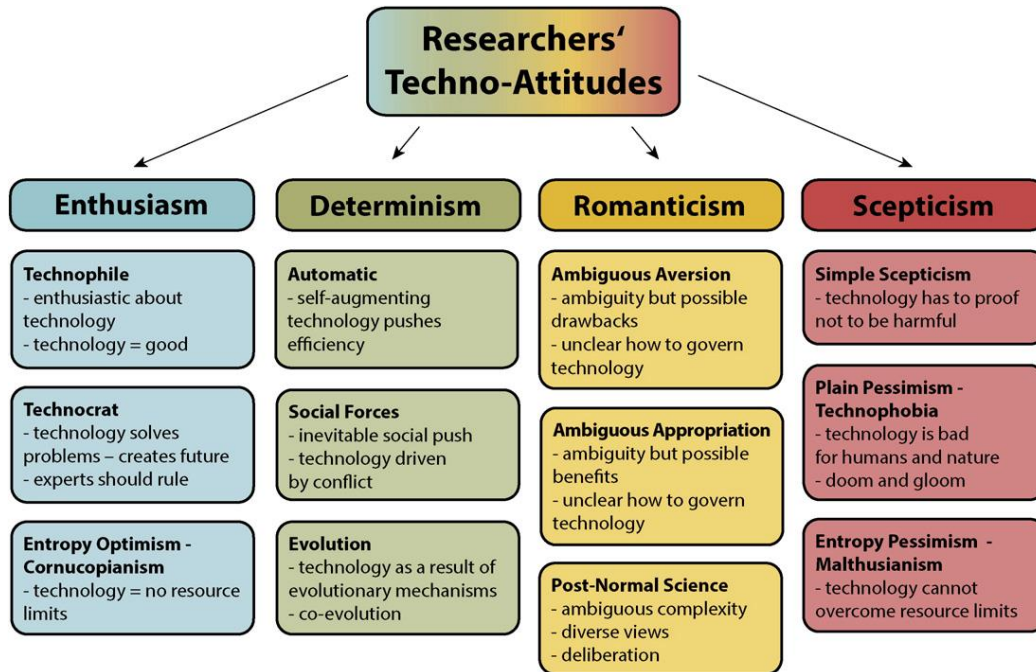 Researchers‘
Techno-Attitudes
Enthusiasm
Technophile
- enthusiastic about
technology
- technology = good
Technocrat
- technology solves
problems – creates future
- experts should rule
Entropy Optimism -
Cornucopianism
- technology = no resource
limits
Determinism
Automatic
- self-augmenting
technology pushes
efficiency
Social Forces
- inevitable social push
- technology driven
by conflict
Evolution
- technology as a result of
evolutionary mechanisms
- co-evolution
Romanticism
Ambiguous Aversion
- ambiguity but possible
drawbacks
- unclear how to govern
technology
Ambiguous Appropriation
- ambiguity but possible
benefits
- unclear how to govern
technology
Post-Normal Science
- ambiguous complexity
- diverse views
- deliberation
Scepticism
Simple Scepticism
- technology has to proof
not to be harmful
Plain Pessimism -
Technophobia
- technology is bad
for humans and nature
- doom and gloom
Entropy Pessimism -
Malthusianism
- technology cannot
overcome resource limits